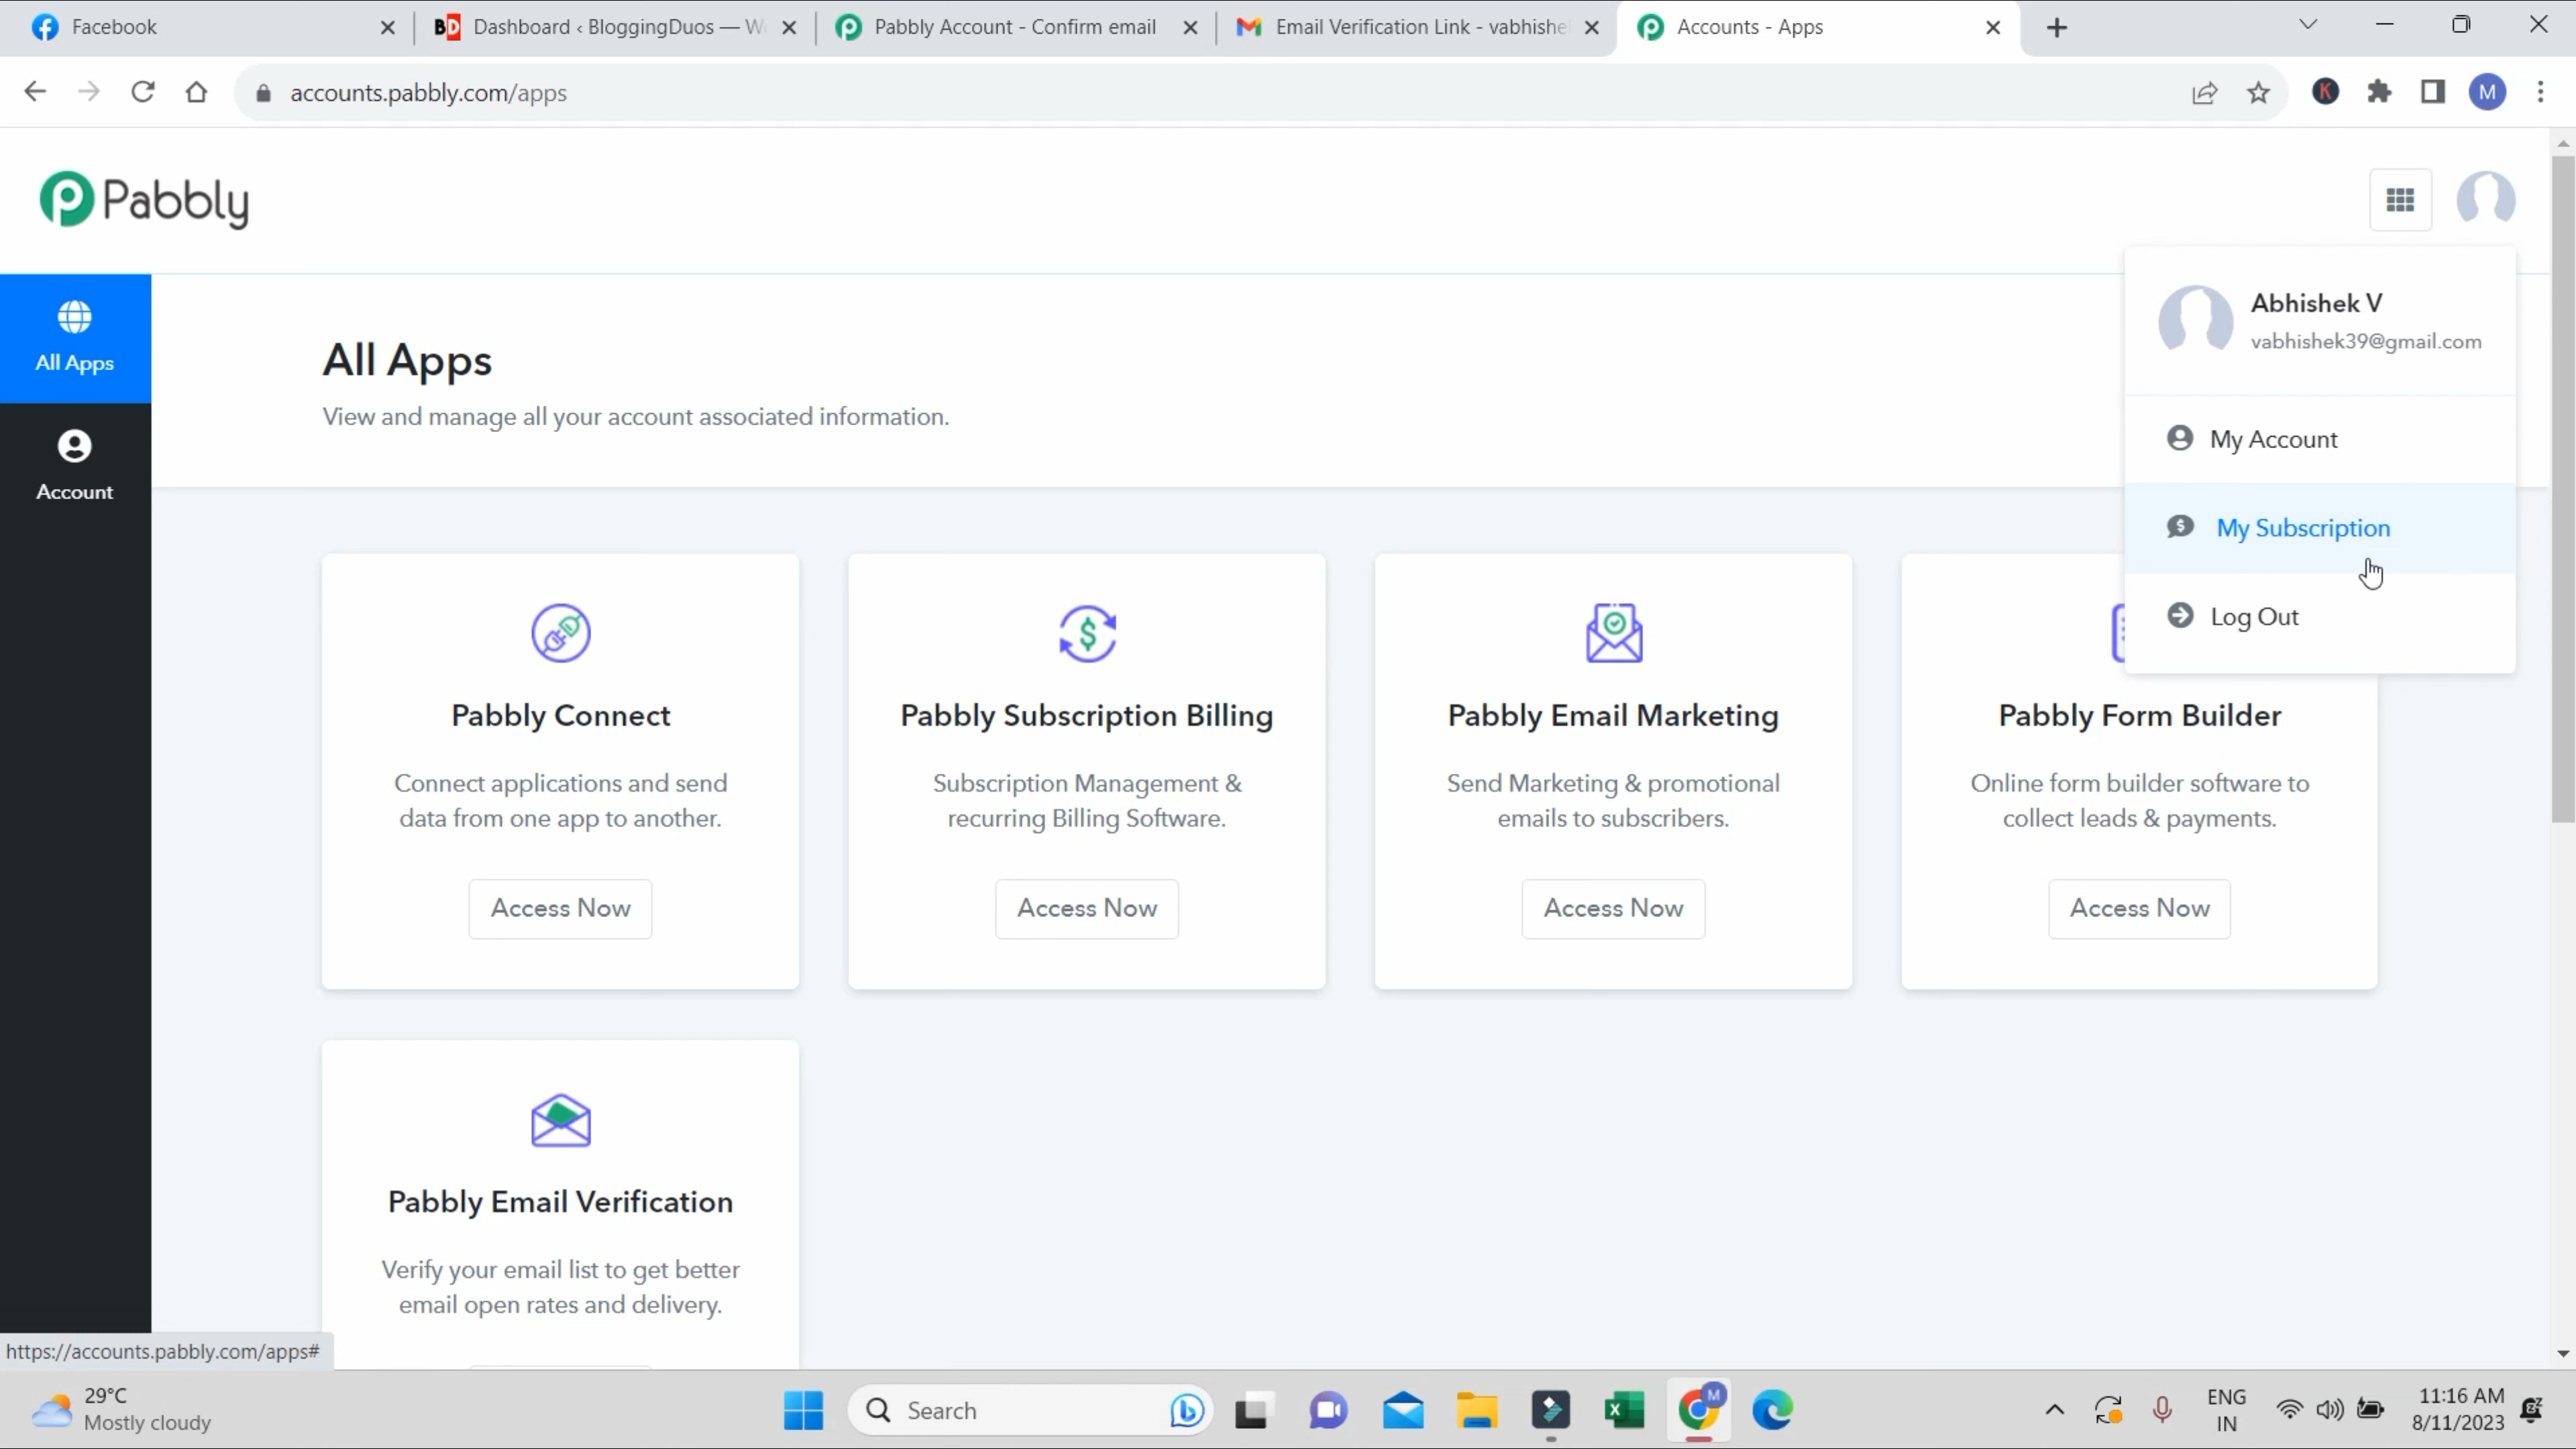 Facebook
BD Dashboard ‹ BloggingDuos — W
Pabbly Account - Confirm email
Email Verification Link - vabhishe
Accounts - Apps
accounts.pabbly.com/apps
K
M
Pabbly
All Apps
Account
All Apps
View and manage all your account associated information.
Abhishek V
vabhishek39@gmail.com
My Account
My Subscription
Log Out
Pabbly Connect
Connect applications and send
data from one app to another.
Access Now
Pabbly Subscription Billing
Subscription Management &
recurring Billing Software.
Access Now
Pabbly Email Marketing
Send Marketing & promotional
emails to subscribers.
Access Now
Pabbly Form Builder
Online form builder software to
collect leads & payments.
Access Now
Pabbly Email Verification
Verify your email list to get better
email open rates and delivery.
https://accounts.pabbly.com/apps#
29°C
Mostly cloudy
Search
M
ENG
IN
11:16 AM
8/11/2023